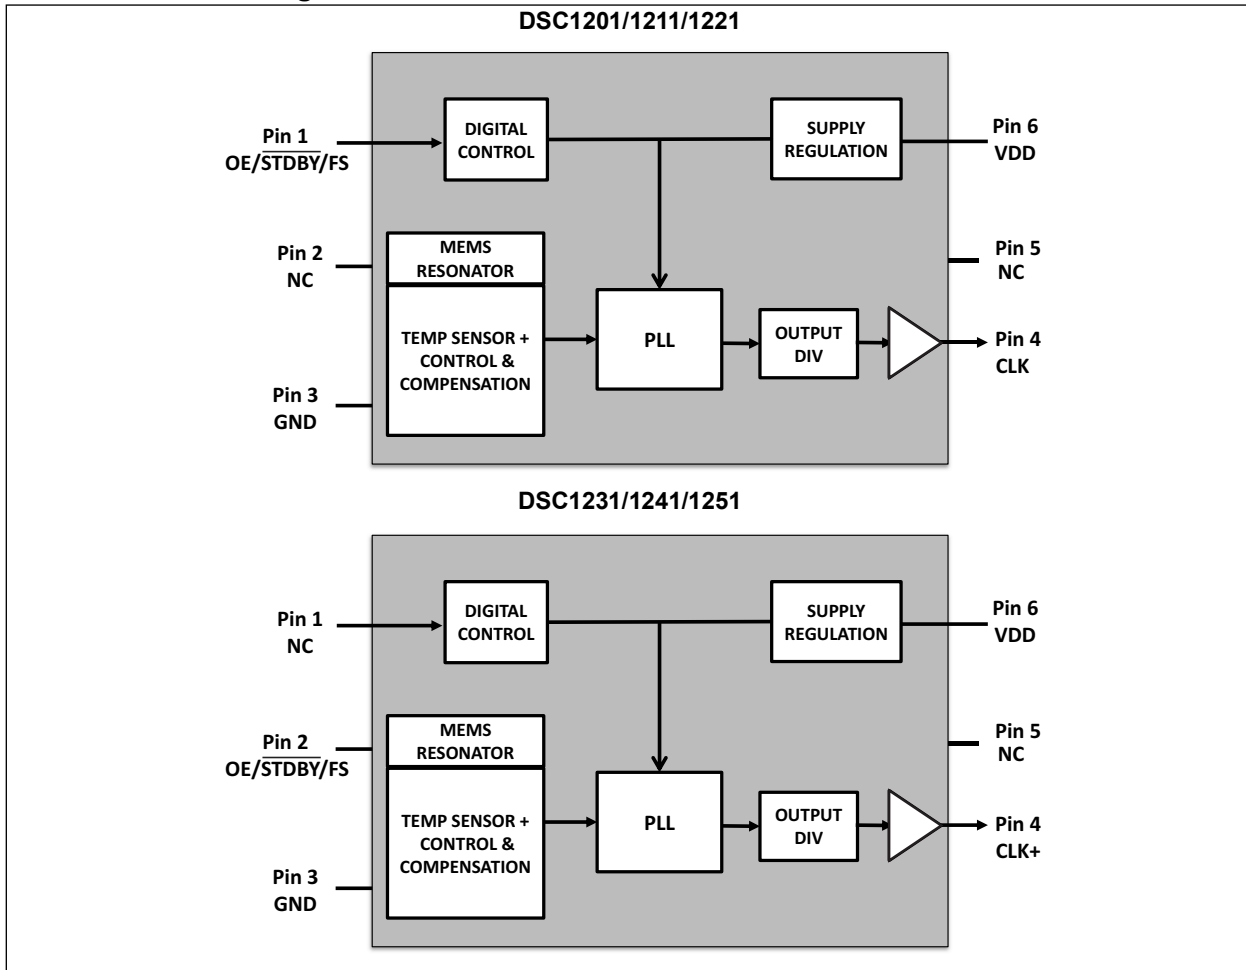 DSC1201/1211/1221
Pin 1
OE/STDBY/FS
DIGITAL
CONTROL
SUPPLY
REGULATION
Pin 6
VDD
Pin 2
NC
MEMS
RESONATOR
Pin 5
NC
TEMP SENSOR +
CONTROL &
COMPENSATION
PLL
OUTPUT
DIV
Pin 4
CLK
Pin 3
GND
DSC1231/1241/1251
Pin 1
NC
DIGITAL
CONTROL
SUPPLY
REGULATION
Pin 6
VDD
Pin 2
OE/STDBY/FS
MEMS
RESONATOR
Pin 5
NC
TEMP SENSOR +
CONTROL &
COMPENSATION
PLL
OUTPUT
DIV
Pin 4
CLK+
Pin 3
GND